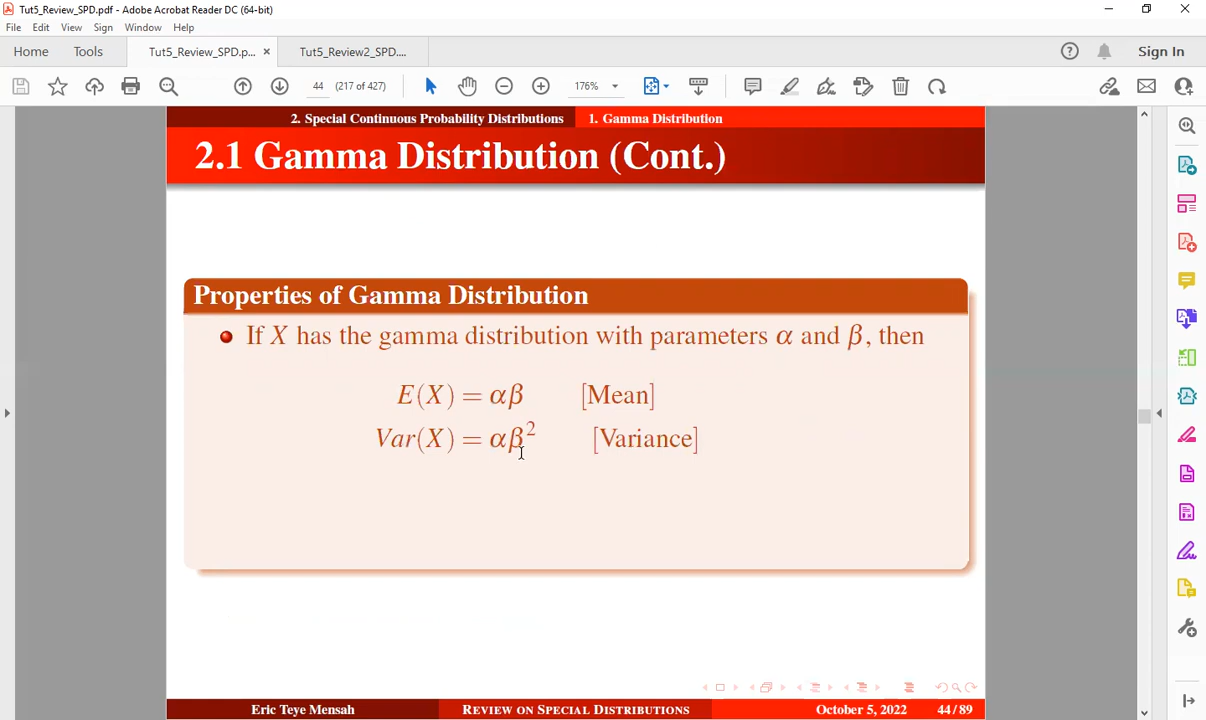 Tut5_Review_SPD.pdf - Adobe Acrobat Reader DC (64-bit)
File Edit View Sign Window Help
Home Tools Tut5_Review_SPD.p... × Tut5_Review2_SPD.... Sign In
44 (217 of 427) 176%
2. Special Continuous Probability Distributions 1. Gamma Distribution
2.1 Gamma Distribution (Cont.)
Properties of Gamma Distribution
If X has the gamma distribution with parameters α and β, then
E(X) = αβ [Mean]
Var(X) = αβ² [Variance]
Eric Teye Mensah REVIEW ON SPECIAL DISTRIBUTIONS October 5, 2022 44/89